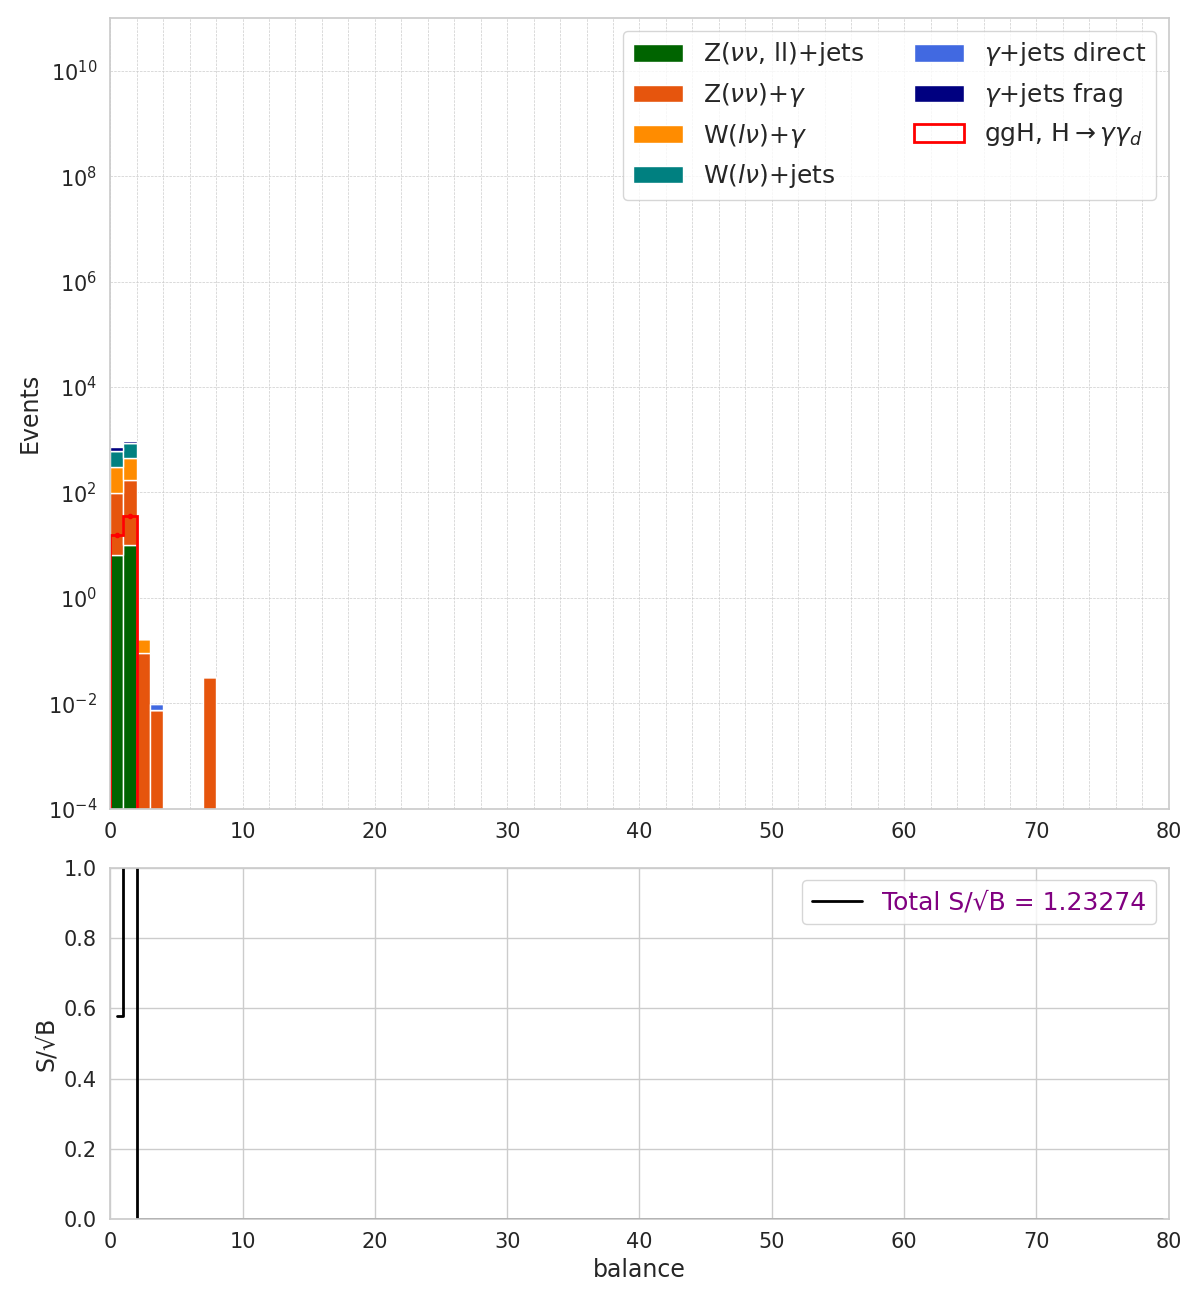 Z(νν, ll)+jets
Z(νν)+γ
W(lν)+γ
W(lν)+jets
γ+jets direct
γ+jets frag
ggH, H→γγ_d
Events
10^10
10^8
10^6
10^4
10^2
10^0
10^−2
10^−4
0 10 20 30 40 50 60 70 80
Total S/√B = 1.23274
S/√B
1.0
0.8
0.6
0.4
0.2
0.0
0 10 20 30 40 50 60 70 80
balance